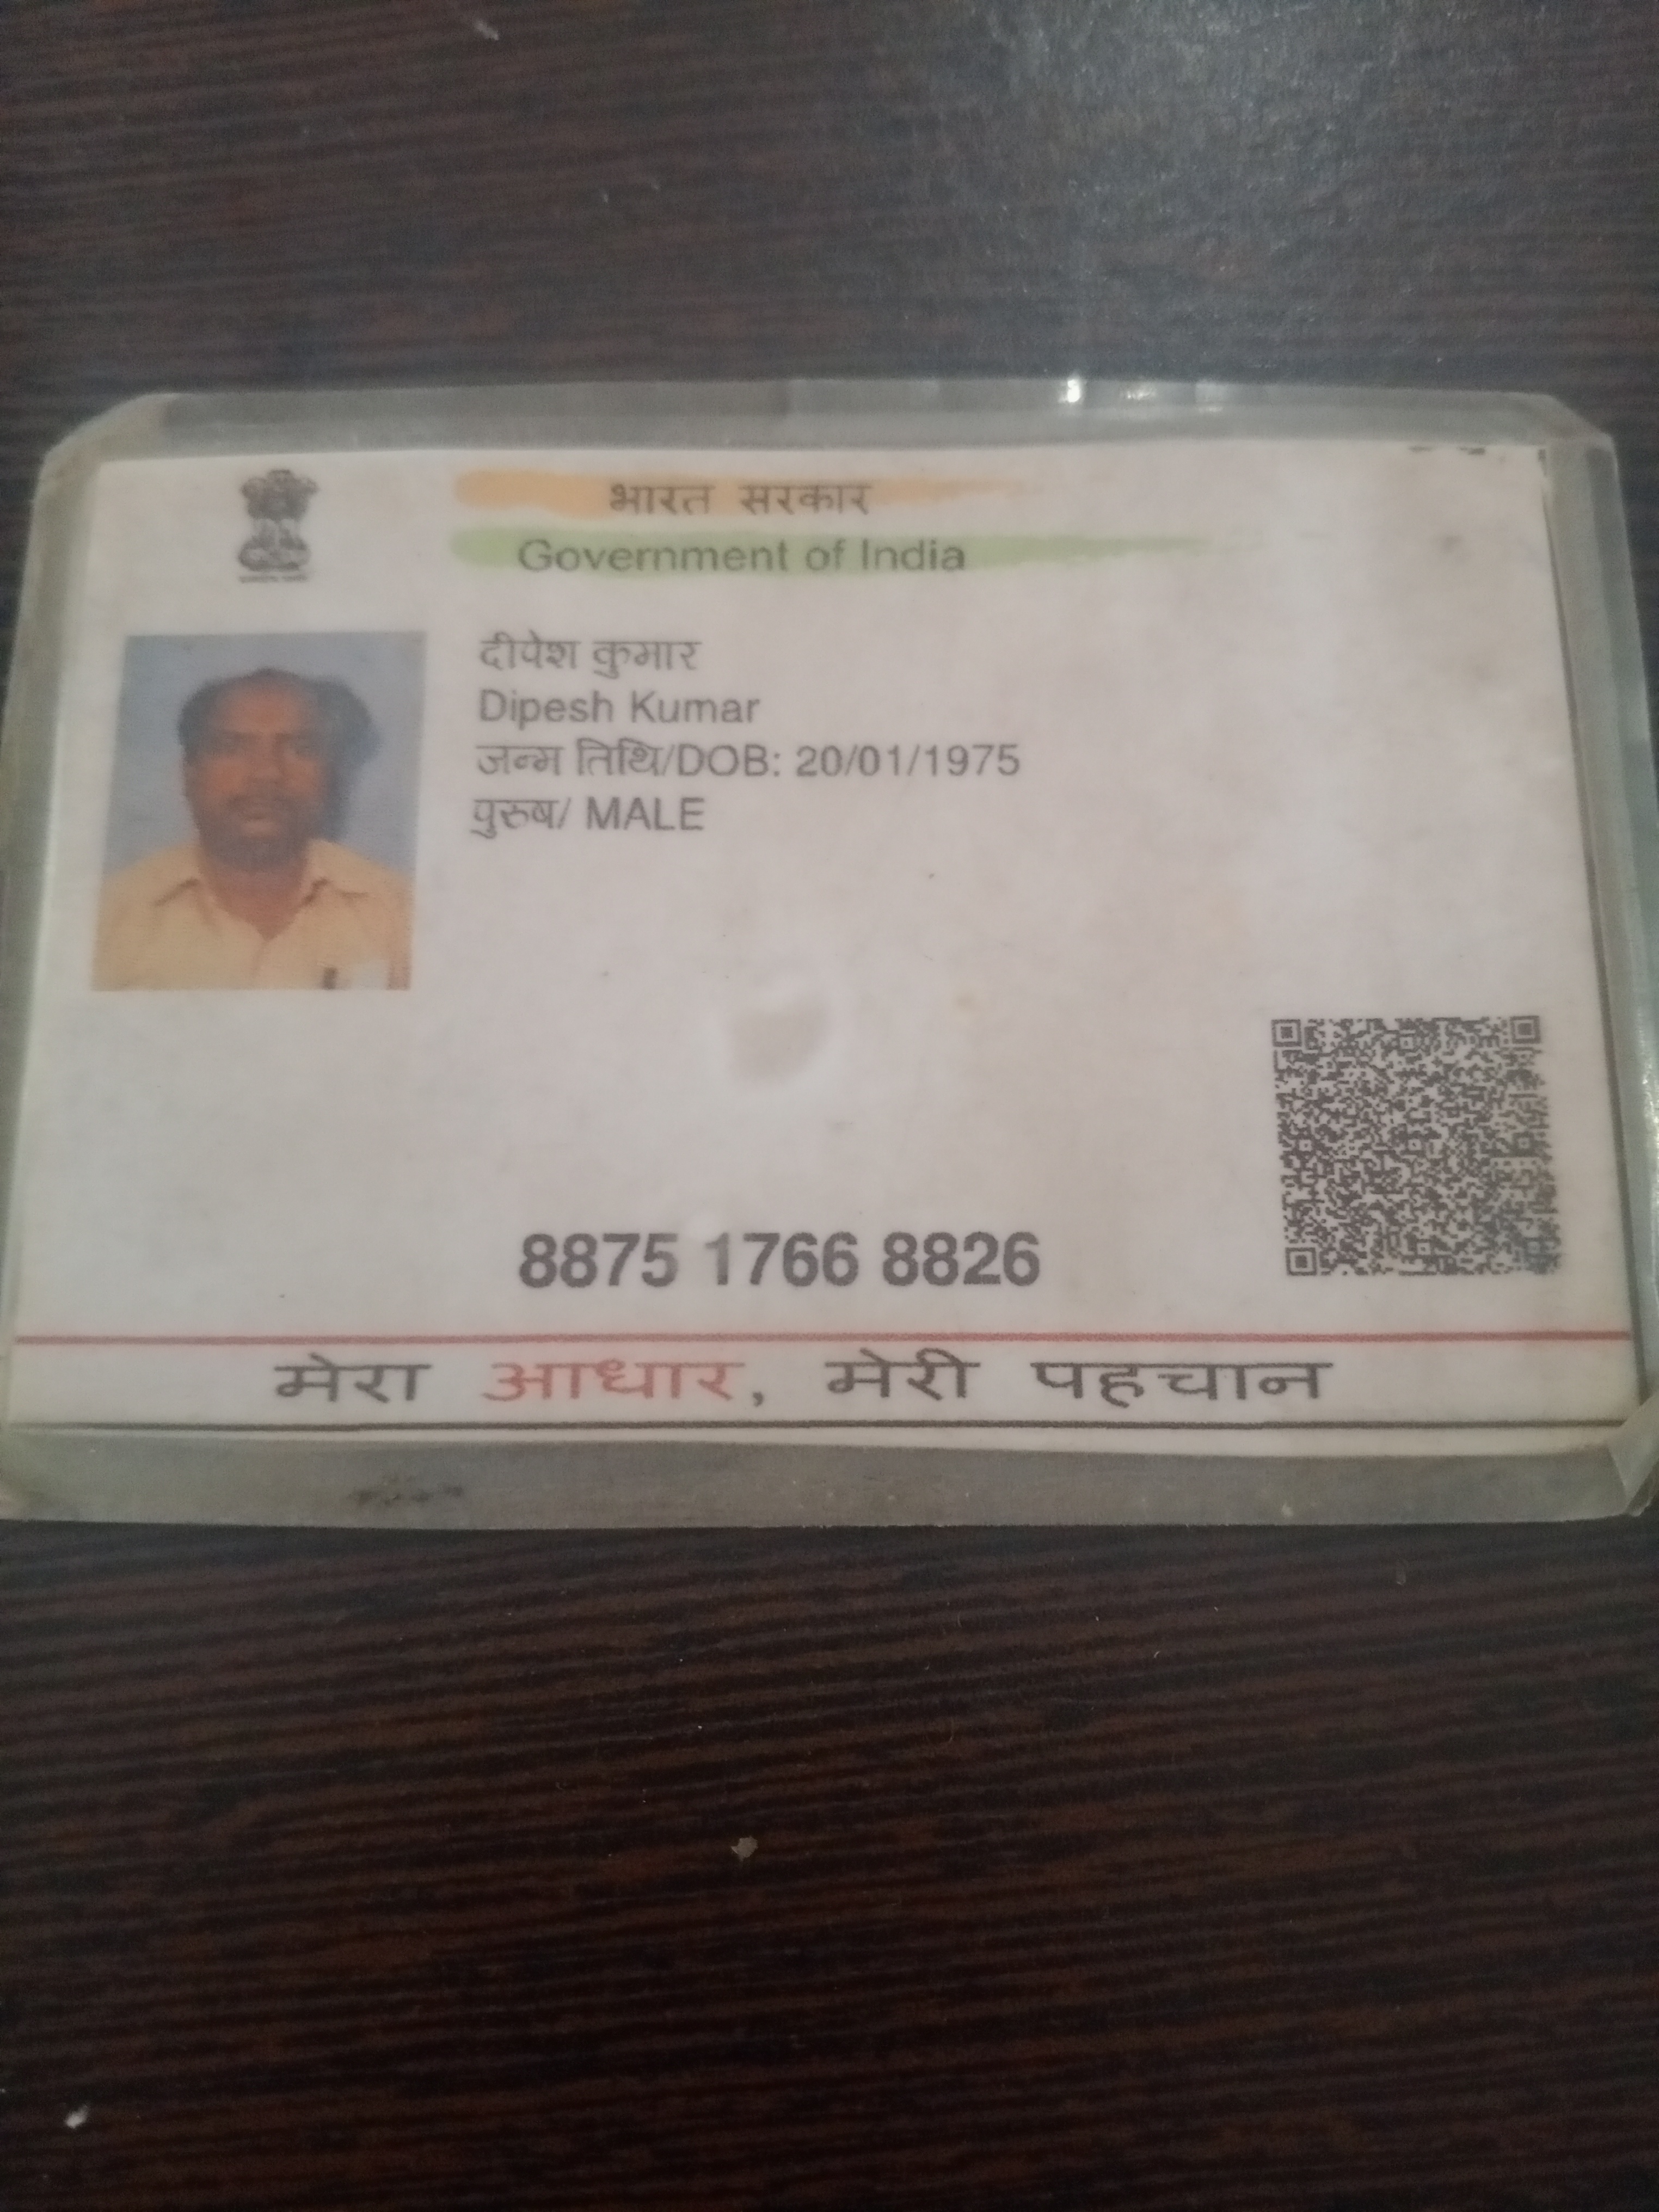 भारत सरकार
Government of India
दीपेश कुमार
Dipesh Kumar
जन्म तिथि/DOB: 20/01/1975
पुरुष/ MALE
8875 1766 8826
मेरा आधार, मेरी पहचान